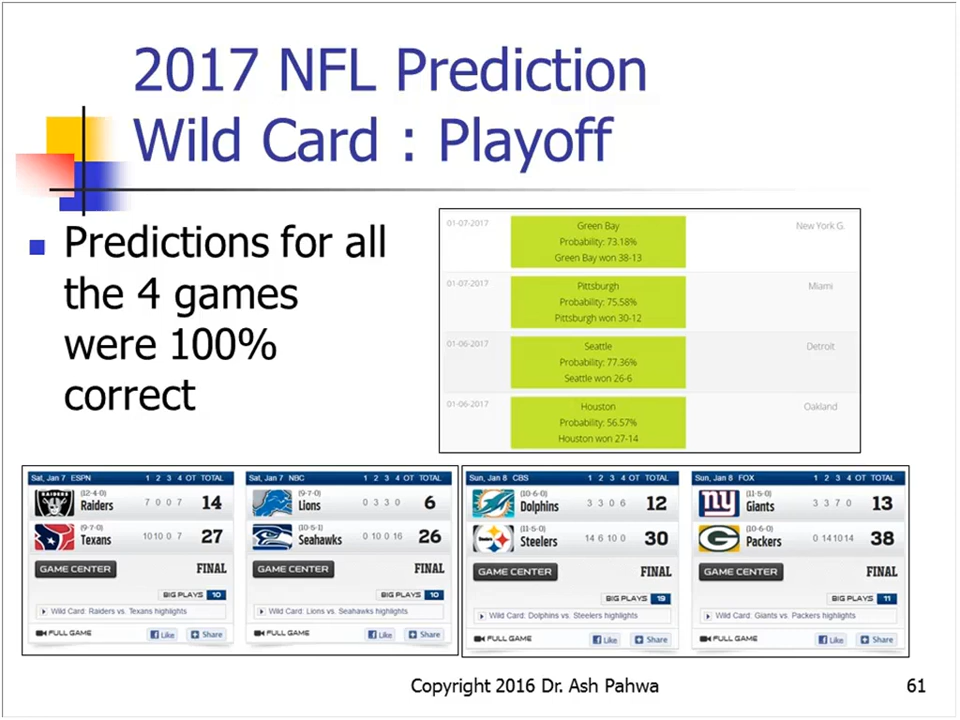 2017 NFL Prediction
Wild Card : Playoff
Predictions for all
the 4 games
were 100%
correct
01-07-2017 Green Bay New York G.
Probability: 73.18%
Green Bay won 38-13
01-07-2017 Pittsburgh Miami
Probability: 75.58%
Pittsburgh won 30-12
01-06-2017 Seattle Detroit
Probability: 77.36%
Seattle won 26-6
01-06-2017 Houston Oakland
Probability: 56.57%
Houston won 27-14
Sat, Jan 7 ESPN 1 2 3 4 OT TOTAL
RAIDERS
(12-4-0)
Raiders 7 0 0 7 14
(9-7-0)
Texans 10 10 0 7 27
GAME CENTER FINAL
BIG PLAYS 10
Wild Card: Raiders vs. Texans highlights
FULL GAME Like Share
Sat, Jan 7 NBC 1 2 3 4 OT TOTAL
(9-7-0)
Lions 0 3 3 0 6
(10-5-1)
Seahawks 0 10 0 16 26
GAME CENTER FINAL
BIG PLAYS 10
Wild Card: Lions vs. Seahawks highlights
FULL GAME Like Share
Sun, Jan 8 CBS 1 2 3 4 OT TOTAL
(10-6-0)
Dolphins 3 3 0 6 12
(11-5-0)
Steelers 14 6 10 0 30
GAME CENTER FINAL
BIG PLAYS 19
Wild Card: Dolphins vs. Steelers highlights
FULL GAME Like Share
Sun, Jan 8 FOX 1 2 3 4 OT TOTAL
ny (11-5-0)
Giants 3 3 7 0 13
G (10-6-0)
Packers 0 14 10 14 38
GAME CENTER FINAL
BIG PLAYS 11
Wild Card: Giants vs. Packers highlights
FULL GAME Like Share
Copyright 2016 Dr. Ash Pahwa 61